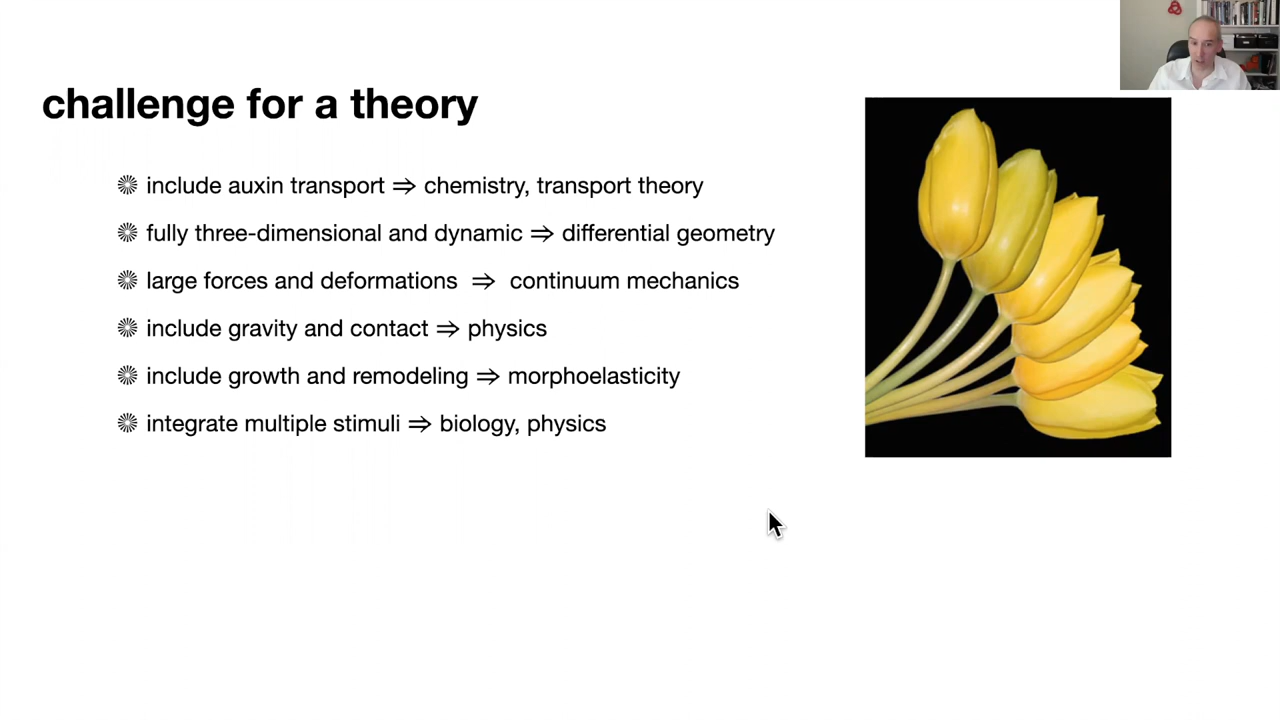 challenge for a theory
include auxin transport ⇒ chemistry, transport theory
fully three-dimensional and dynamic ⇒ differential geometry
large forces and deformations ⇒ continuum mechanics
include gravity and contact ⇒ physics
include growth and remodeling ⇒ morphoelasticity
integrate multiple stimuli ⇒ biology, physics